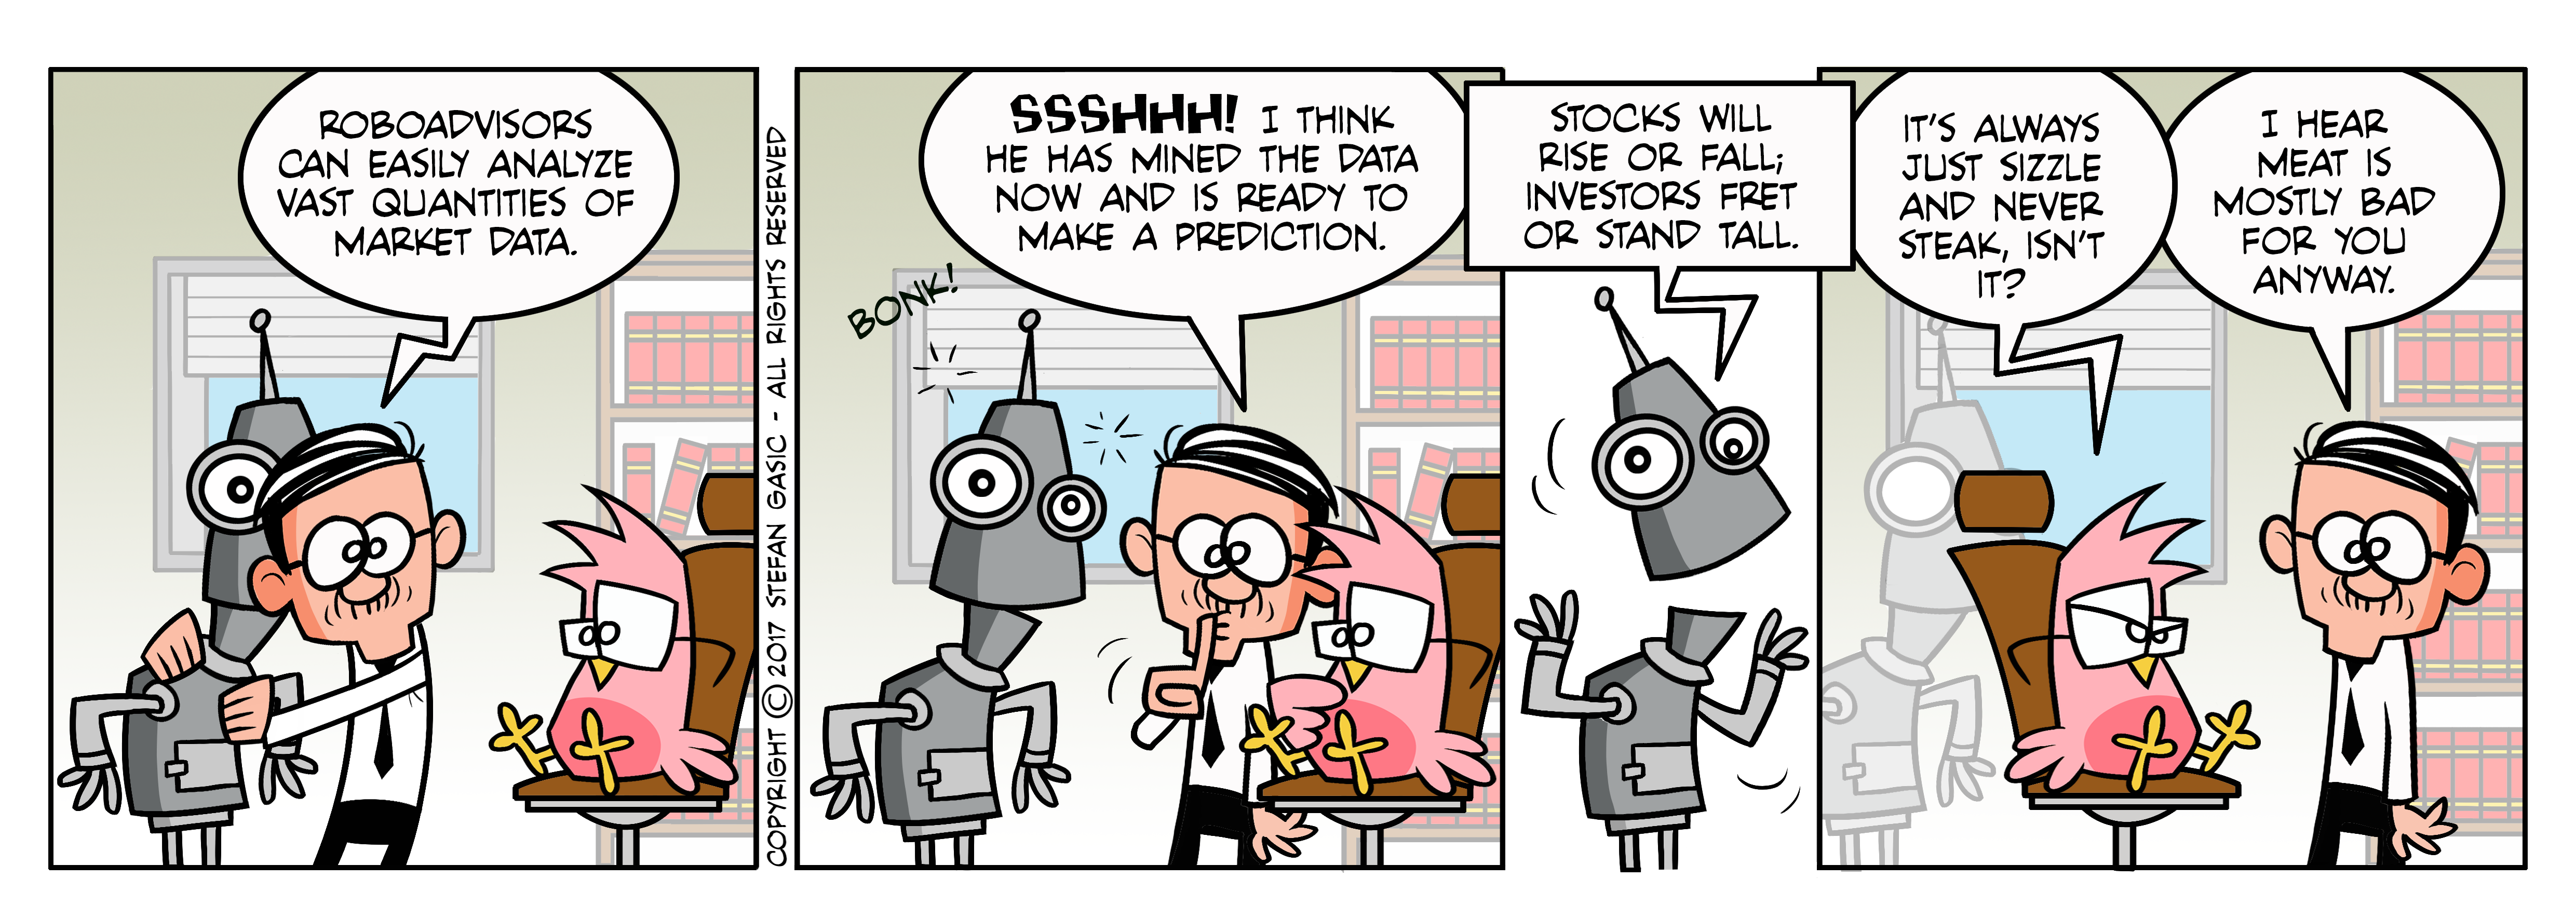 ROBOADVISORS
CAN EASILY ANALYZE
VAST QUANTITIES OF
MARKET DATA.
COPYRIGHT © 2017 STEFAN GASIC - ALL RIGHTS RESERVED
SSSHHH! I THINK
HE HAS MINED THE DATA
NOW AND IS READY TO
MAKE A PREDICTION.
BONK!
STOCKS WILL
RISE OR FALL;
INVESTORS FRET
OR STAND TALL.
IT'S ALWAYS
JUST SIZZLE
AND NEVER
STEAK, ISN'T
IT?
I HEAR
MEAT IS
MOSTLY BAD
FOR YOU
ANYWAY.